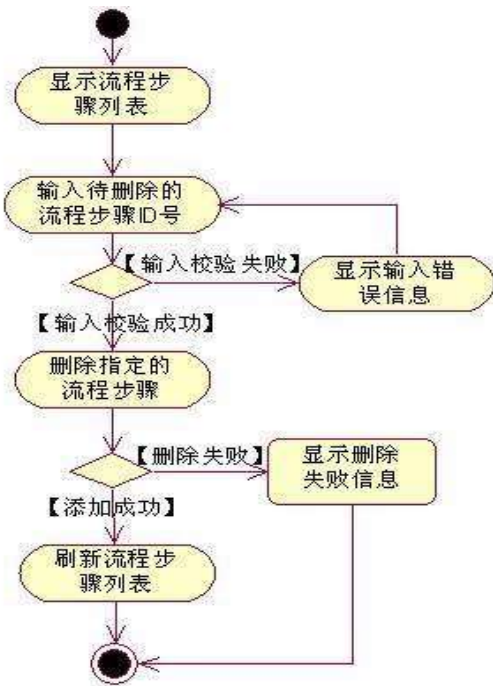 显示流程步
骤列表
输入待删除的
流程步骤ID号
【输入校验失败】
显示输入错
误信息
【输入校验成功】
删除指定的
流程步骤
【删除失败】
显示删除
失败信息
【添加成功】
刷新流程步
骤列表